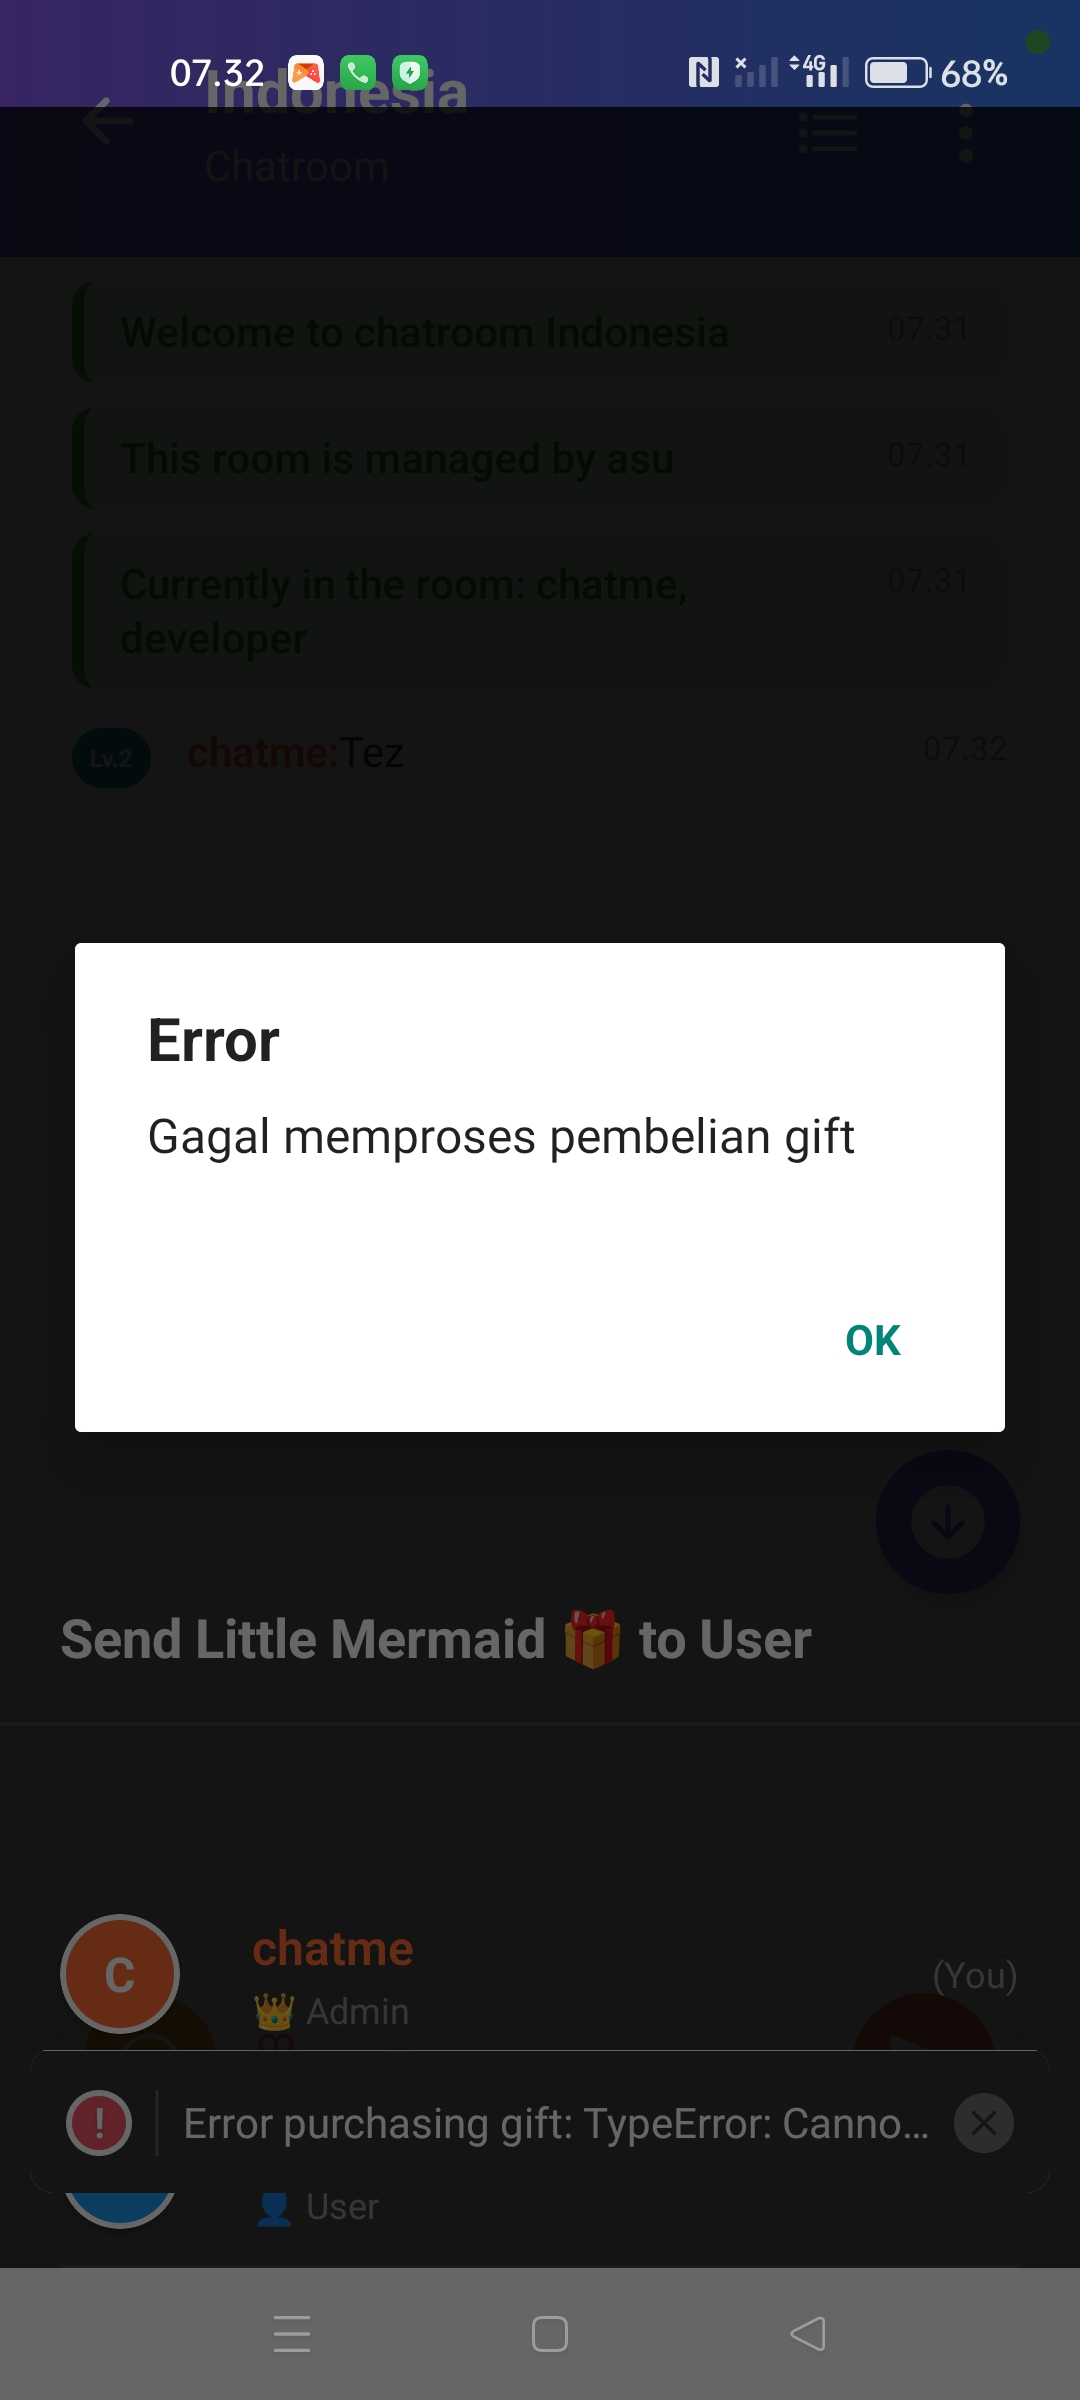 07.32
4G
68%
Indonesia
Chatroom
Welcome to chatroom Indonesia 07.31
This room is managed by asu 07.31
Currently in the room: chatme, 07.31
developer
Lv.2 chatme:Tez 07.32
Error
Gagal memproses pembelian gift
OK
Send Little Mermaid 🎁 to User
C
chatme
(You)
👑 Admin
! Error purchasing gift: TypeError: Canno...
👤 User